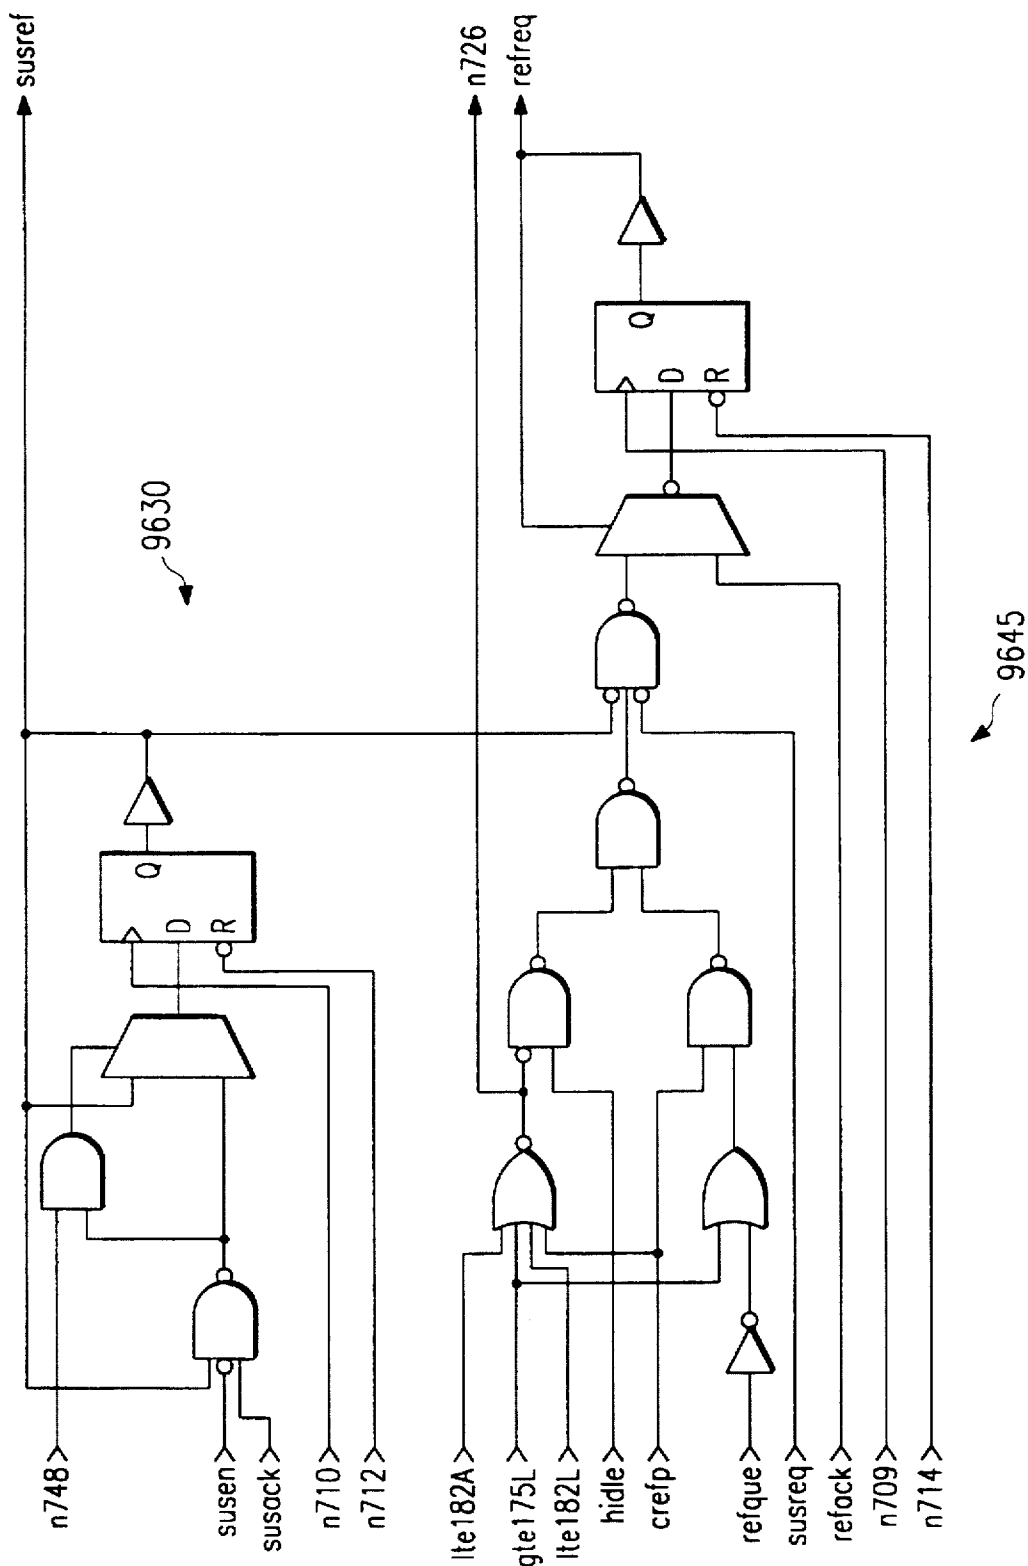 n748
susen
susack
n710
n712
lte182A
gte175L
lte182L
hidle
crefp
refque
susreq
refack
n709
n714
D
R
Q
9630
D
R
Q
9645
susref
n726
refreq